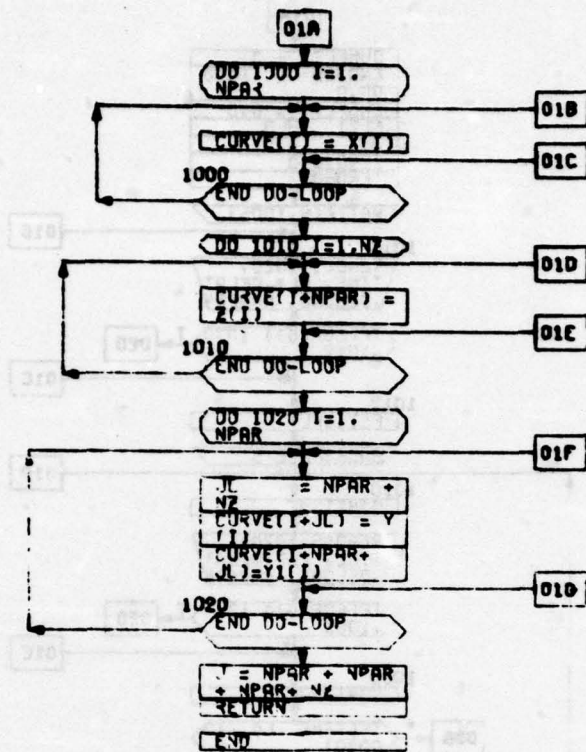 01A
DO 1000 I=1,
NPAR
01B
CURVE(I) = X(I)
01C
1000
END DO-LOOP
DO 1010 I=1,NZ
01D
CURVE(I+NPAR) =
Z(I)
01E
1010
END DO-LOOP
DO 1020 I=1,
NPAR
01F
JL = NPAR +
NZ
CURVE(I+JL) = Y
(I)
CURVE(I+NPAR+
JL)=Y1(I)
01G
1020
END DO-LOOP
= NPAR + NPAR
+ NPAR+ NZ
RETURN
END